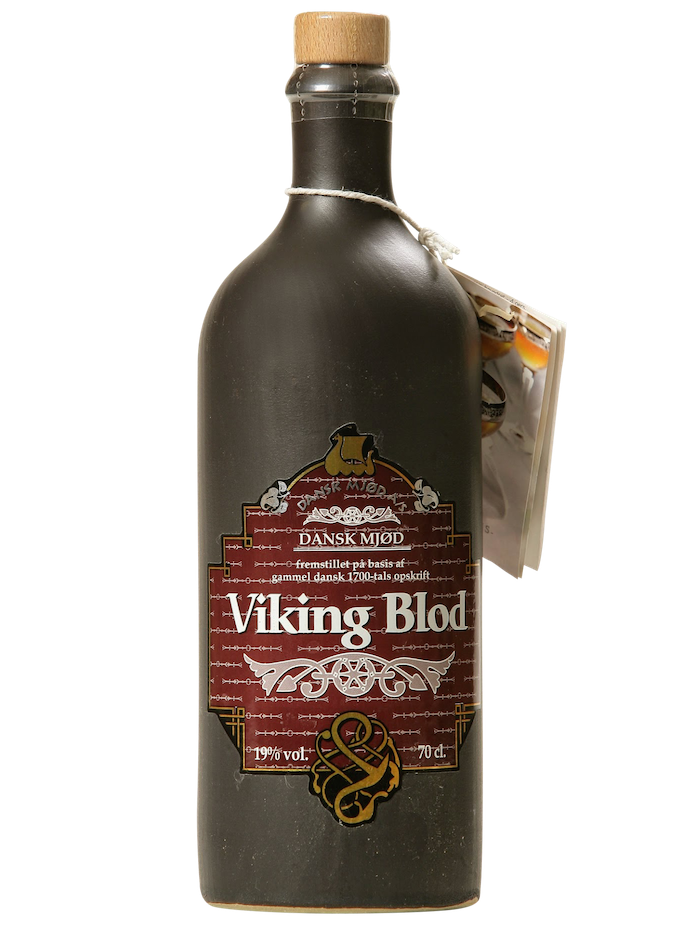 DANSK MJØD A/S
DANSK MJØD
fremstillet på basis af
gammel dansk 1700-tals opskrift
Viking Blod
19% vol.
70 cl.